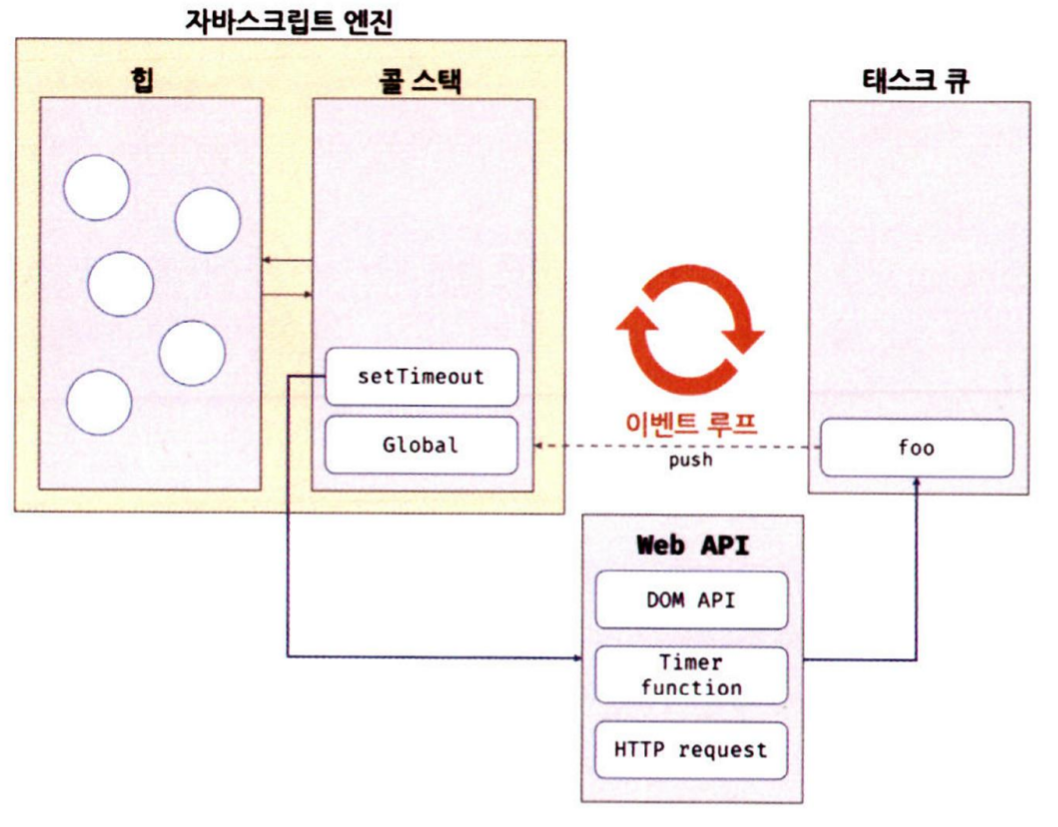 자바스크립트 엔진
힙
콜 스택
태스크 큐
setTimeout
Global
이벤트 루프
push
foo
Web API
DOM API
Timer
function
HTTP request